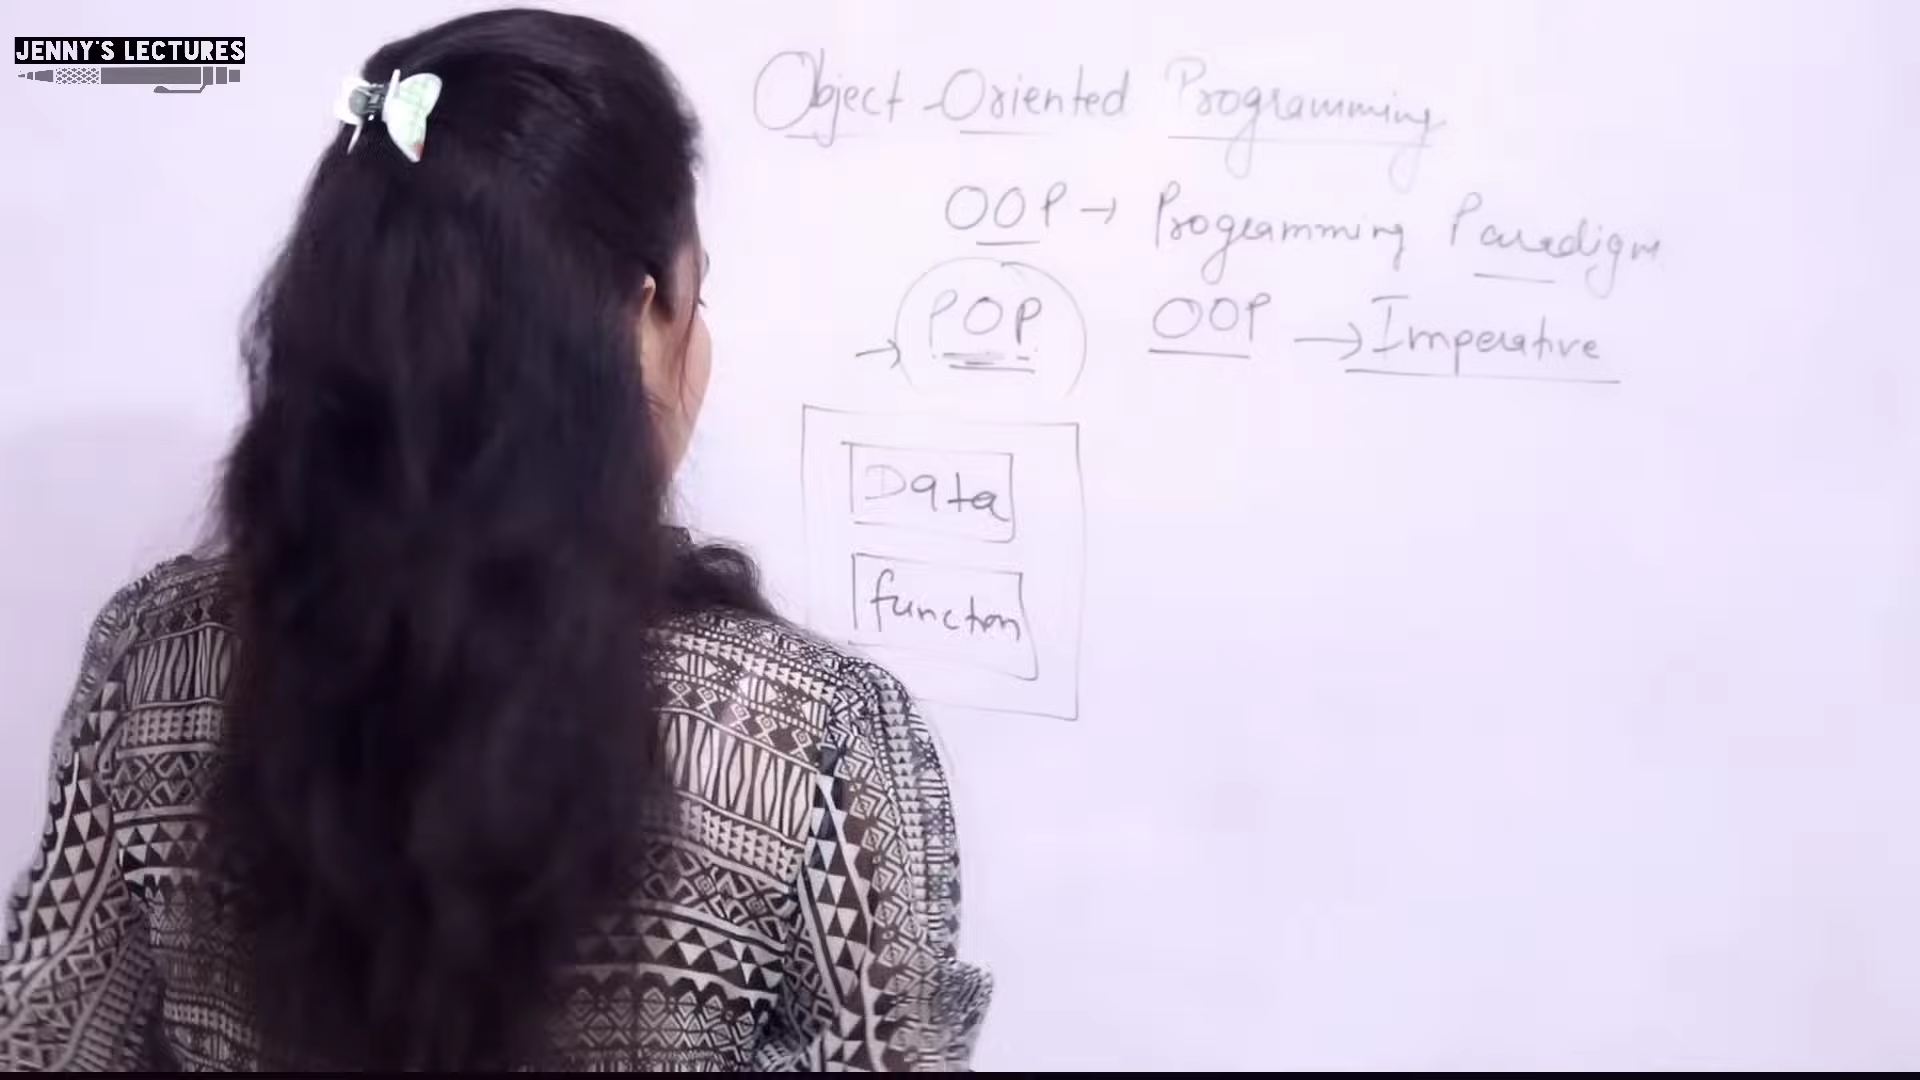 JENNY'S LECTURES
Object-Oriented Programming
OOP → Programming Paradigm
→ POP OOP → Imperative
Data
function